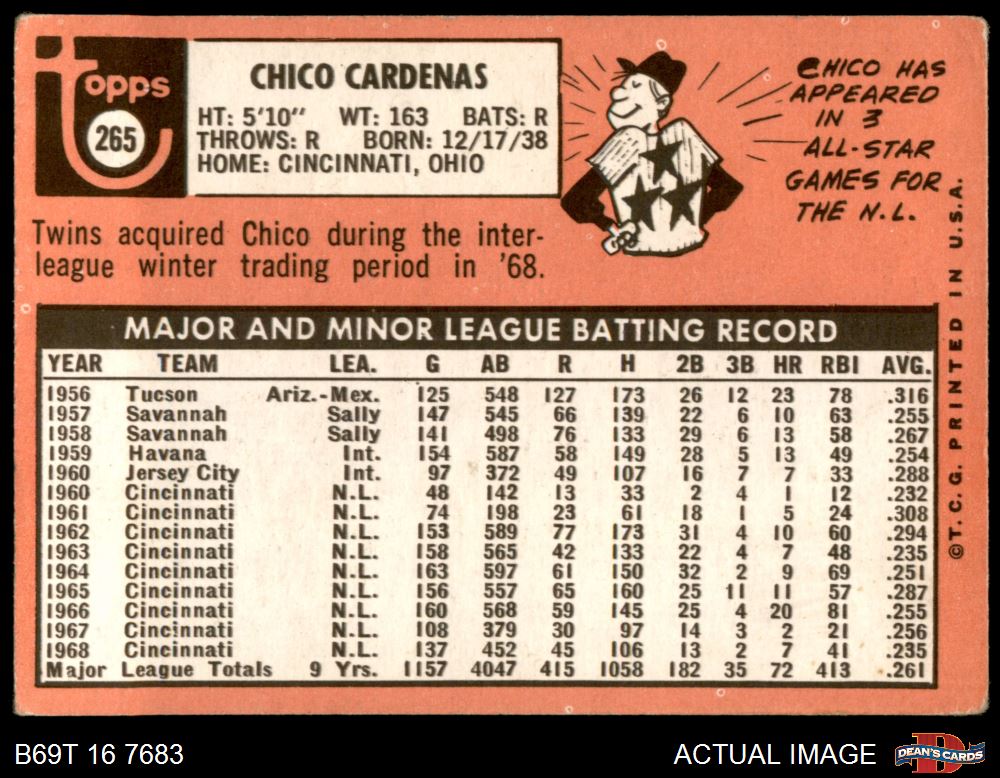 Topps
265
CHICO CARDENAS
HT: 5'10" WT: 163 BATS: R
THROWS: R BORN: 12/17/38
HOME: CINCINNATI, OHIO
CHICO HAS
APPEARED
IN 3
ALL-STAR
GAMES FOR
THE N.L.
Twins acquired Chico during the inter-
league winter trading period in '68.
MAJOR AND MINOR LEAGUE BATTING RECORD
YEAR TEAM LEA. G AB R H 2B 3B HR RBI AVG.
1956 Tucson Ariz.-Mex. 125 548 127 173 26 12 23 78 .316
1957 Savannah Sally 147 545 66 139 22 6 10 63 .255
1958 Savannah Sally 141 498 76 133 29 6 13 58 .267
1959 Havana Int. 154 587 58 149 28 5 13 49 .254
1960 Jersey City Int. 97 372 49 107 16 7 7 33 .288
1960 Cincinnati N.L. 48 142 13 33 2 4 1 12 .232
1961 Cincinnati N.L. 74 198 23 61 18 1 5 24 .308
1962 Cincinnati N.L. 153 589 77 173 31 4 10 60 .294
1963 Cincinnati N.L. 158 565 42 133 22 4 7 48 .235
1964 Cincinnati N.L. 163 597 61 150 32 2 9 69 .251
1965 Cincinnati N.L. 156 557 65 160 25 11 11 57 .287
1966 Cincinnati N.L. 160 568 59 145 25 4 20 81 .255
1967 Cincinnati N.L. 108 379 30 97 14 3 2 21 .256
1968 Cincinnati N.L. 137 452 45 106 13 2 7 41 .235
Major League Totals 9 Yrs. 1157 4047 415 1058 182 35 72 413 .261
©T.C.G. PRINTED IN U.S.A.
B69T 16 7683
ACTUAL IMAGE
DEAN'S CARDS